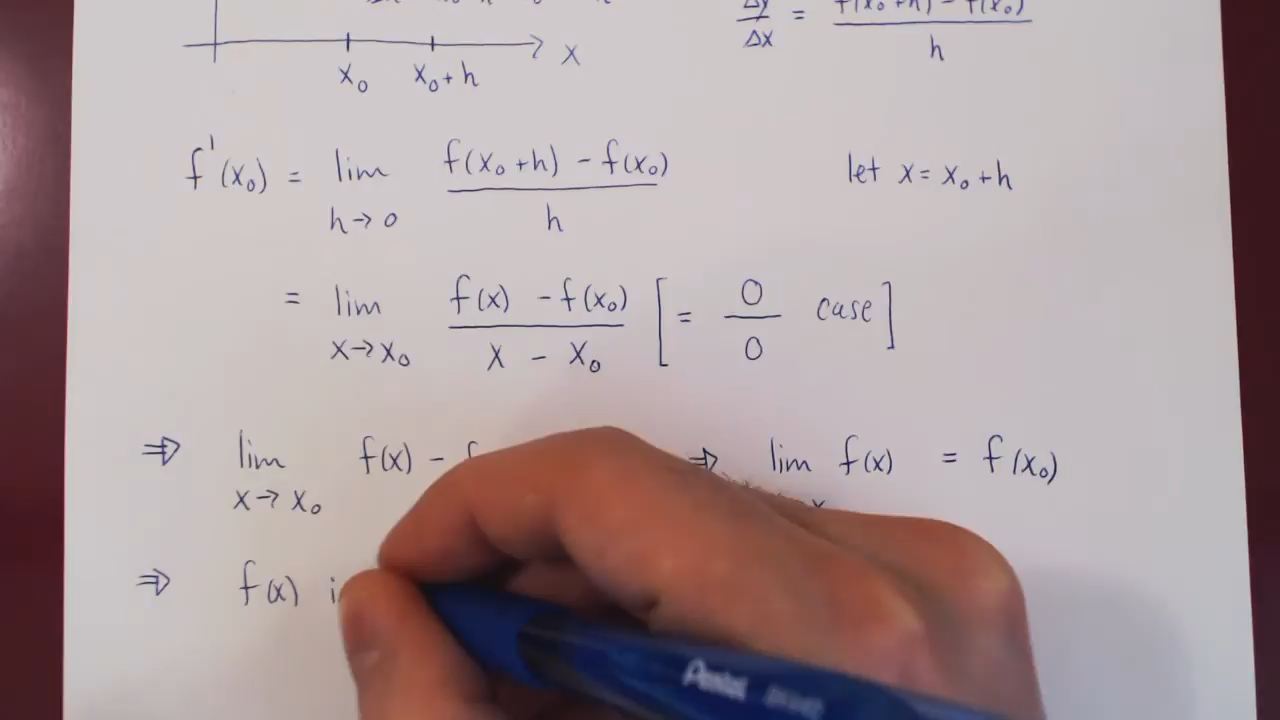 Δy/Δx = f(x₀+h) - f(x₀)/h
x
x₀ x₀+h
f'(x₀) = lim h→0 f(x₀+h) - f(x₀)/h let x = x₀+h
= lim x→x₀ f(x) - f(x₀)/x - x₀ [= 0/0 case]
⇒ lim x→x₀ f(x) - ⇒ lim f(x) = f(x₀)
⇒ f(x)
Pentel